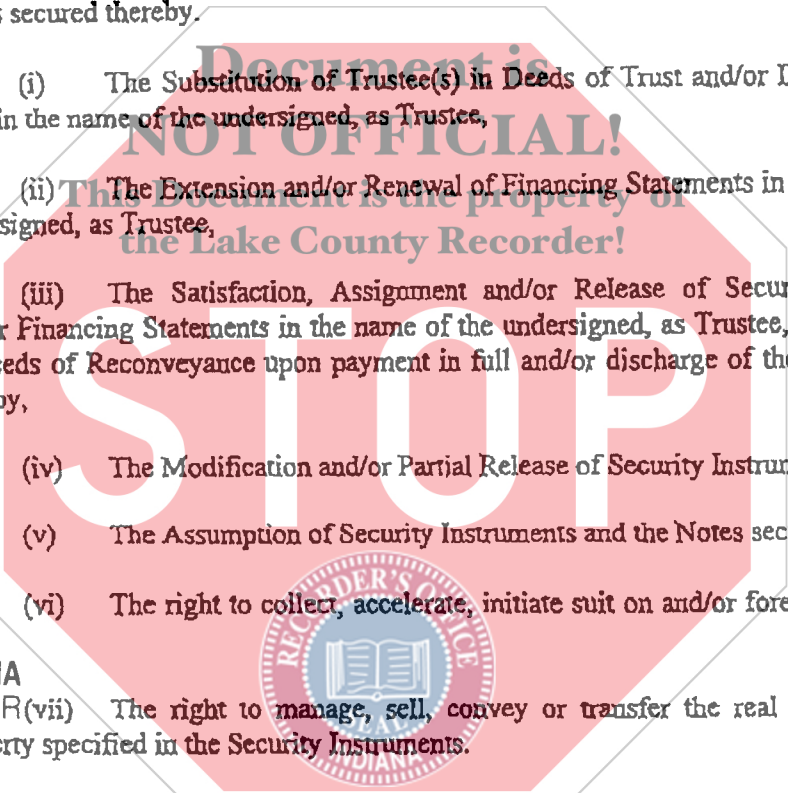 s secured thereby.
Document is
(i) The Substitution of Trustee(s) in Deeds of Trust and/or D
in the name of the undersigned, as Trustee,
NOT OFFICIAL!
(ii) The Extension and/or Renewal of Financing Statements in
This Document is the property of
signed, as Trustee,
the Lake County Recorder!
(iii) The Satisfaction, Assignment and/or Release of Secur
r Financing Statements in the name of the undersigned, as Trustee,
eeds of Reconveyance upon payment in full and/or discharge of the
by,
STOP
(iv) The Modification and/or Partial Release of Security Instrum
(v) The Assumption of Security Instruments and the Notes sec
RECORDER'S OFFICE
(vi) The right to collect, accelerate, initiate suit on and/or fore
NA
R(vii) The right to manage, sell, convey or transfer the real
SEAL
erty specified in the Security Instruments.
INDIANA